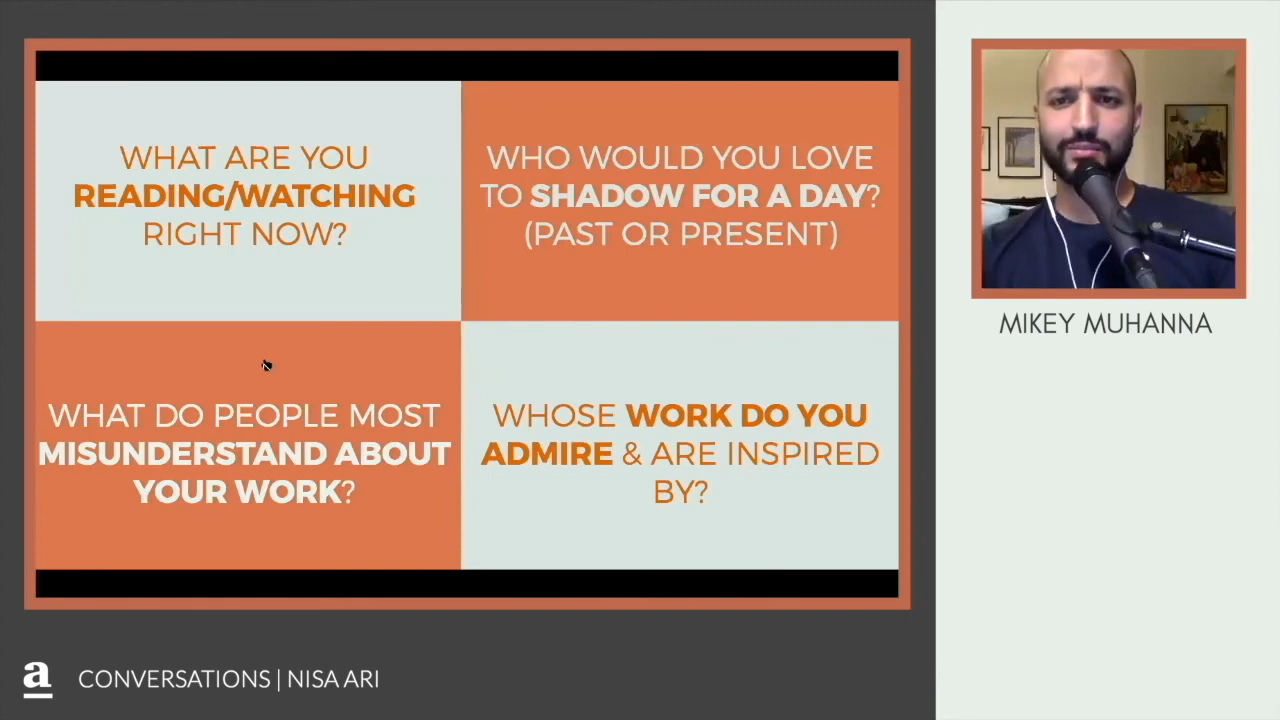 WHAT ARE YOU
READING/WATCHING
RIGHT NOW?
WHO WOULD YOU LOVE
TO SHADOW FOR A DAY?
(PAST OR PRESENT)
WHAT DO PEOPLE MOST
MISUNDERSTAND ABOUT
YOUR WORK?
WHOSE WORK DO YOU
ADMIRE & ARE INSPIRED
BY?
MIKEY MUHANNA
a CONVERSATIONS | NISA ARI